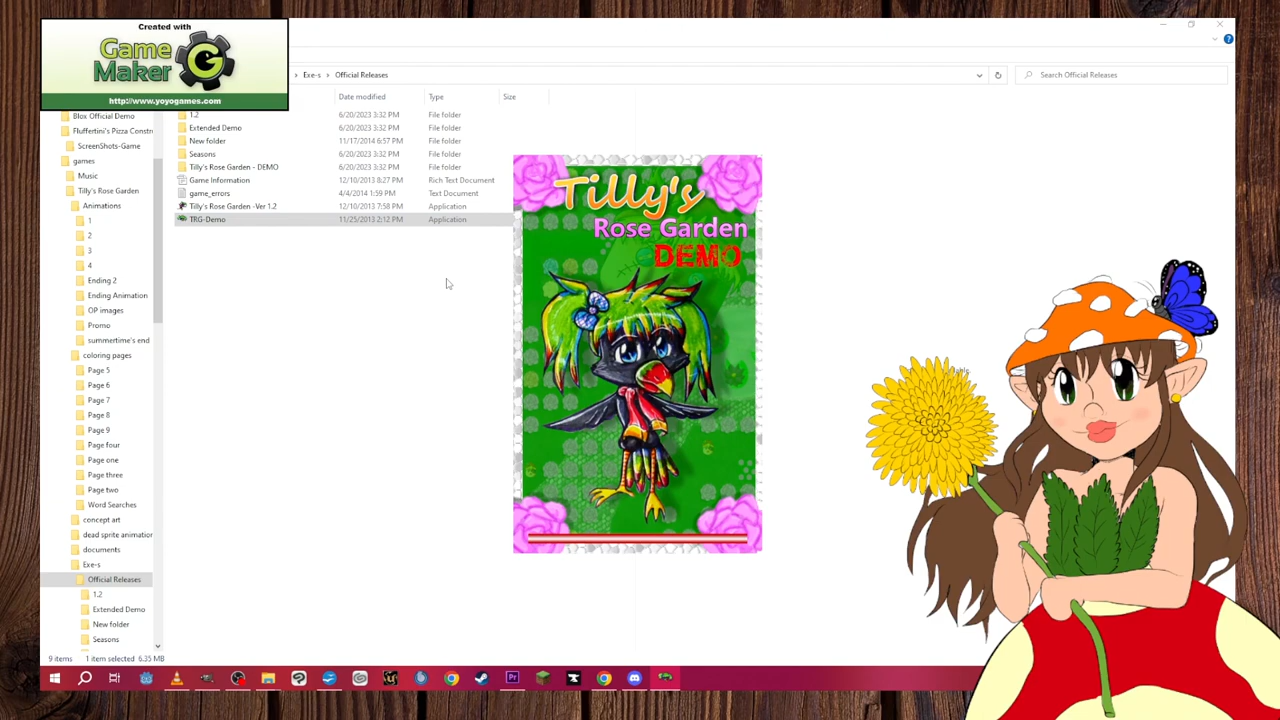 Created with
Game
Maker
http://www.yoyogames.com
Exe-s
Official Releases
Search Official Releases
Date modified
Type
Size
1.2
6/20/2023 3:32 PM
File folder
Extended Demo
6/20/2023 3:32 PM
File folder
New folder
11/17/2014 6:57 PM
File folder
Seasons
6/20/2023 3:32 PM
File folder
Tilly's Rose Garden - DEMO
6/20/2023 3:32 PM
File folder
Game Information
12/10/2013 8:27 PM
Rich Text Document
game_errors
4/4/2014 1:59 PM
Text Document
Tilly's Rose Garden -Ver 1.2
12/10/2013 7:58 PM
Application
TRG-Demo
11/25/2013 2:12 PM
Application
Blox Official Demo
Fluffertini's Pizza Constr
ScreenShots-Game
games
Music
Tilly's Rose Garden
Animations
1
2
3
4
Ending 2
Ending Animation
OP images
Promo
summertime's end
coloring pages
Page 5
Page 6
Page 7
Page 8
Page 9
Page four
Page one
Page three
Page two
Word Searches
concept art
dead sprite animation
documents
Exe-s
Official Releases
1.2
Extended Demo
New folder
Seasons
9 items
1 item selected 6.35 MB
Tilly's
Rose Garden
DEMO
Pr